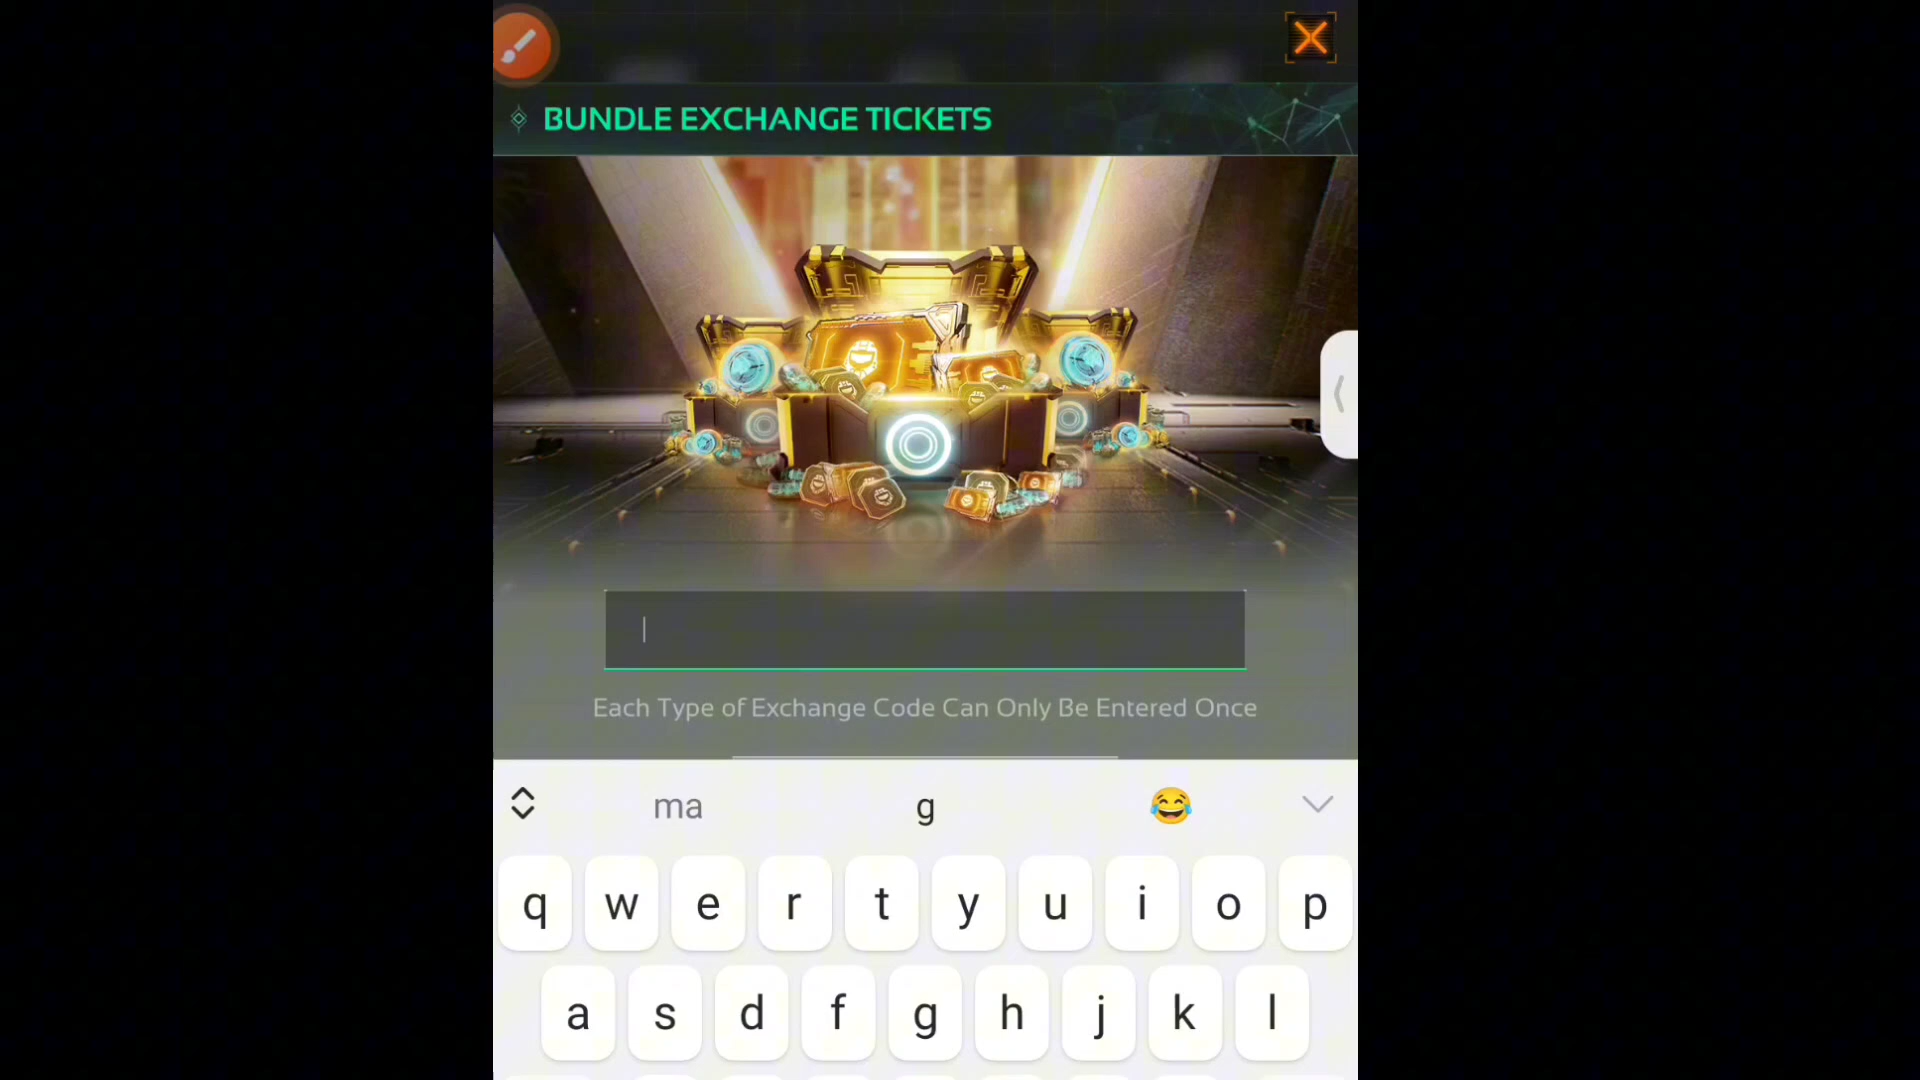 BUNDLE EXCHANGE TICKETS
Each Type of Exchange Code Can Only Be Entered Once
ma g 😂
q w e r t y u i o p
a s d f g h j k l